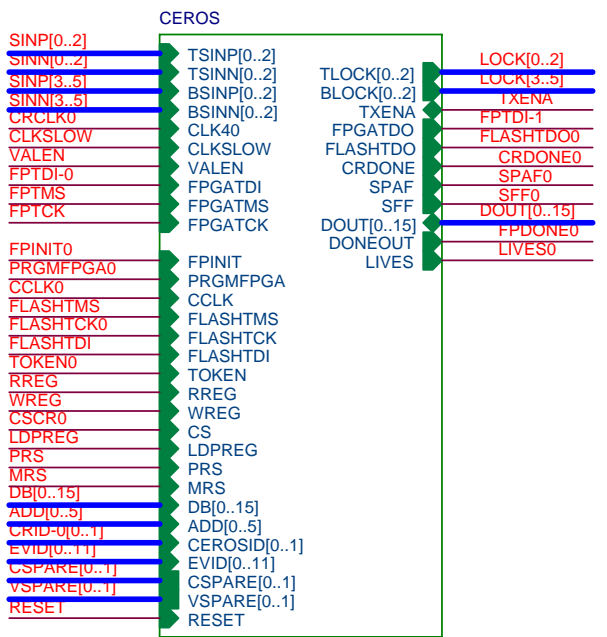 CEROS
SINP[0..2] TSINP[0..2]
SINN[0..2] TSINN[0..2] TLOCK[0..2] LOCK[0..2]
SINP[3..5] BSINP[0..2] BLOCK[0..2] LOCK[3..5]
SINN[3..5] BSINN[0..2] TXENA TXENA
CRCLK0 CLK40 FPGATDO FPTDI-1
CLKSLOW CLKSLOW FLASHTDO FLASHTDO0
VALEN VALEN CRDONE CRDONE0
FPTDI-0 FPGATDI SPAF SPAF0
FPTMS FPGATMS SFF SFF0
FPTCK FPGATCK DOUT[0..15] DOUT[0..15]
DONEOUT FPDONE0
FPINIT0 FPINIT LIVES LIVES0
PRGMFPGA0 PRGMFPGA
CCLK0 CCLK
FLASHTMS FLASHTMS
FLASHTCK0 FLASHTCK
FLASHTDI FLASHTDI
TOKEN0 TOKEN
RREG RREG
WREG WREG
CSCR0 CS
LDPREG LDPREG
PRS PRS
MRS MRS
DB[0..15] DB[0..15]
ADD[0..5] ADD[0..5]
CRID-0[0..1] CEROSID[0..1]
EVID[0..11] EVID[0..11]
CSPARE[0..1] CSPARE[0..1]
VSPARE[0..1] VSPARE[0..1]
RESET RESET